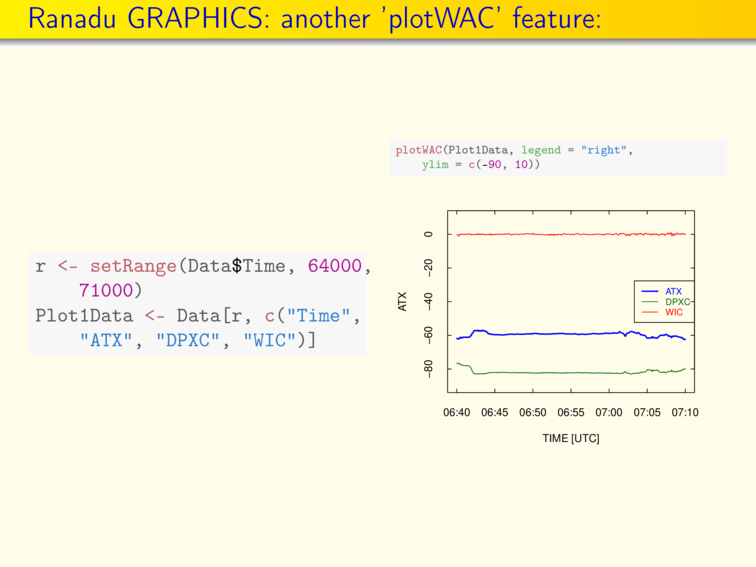 Ranadu GRAPHICS: another 'plotWAC' feature:
r <- setRange(Data$Time, 64000,
71000)
Plot1Data <- Data[r, c("Time",
"ATX", "DPXC", "WIC")]
plotWAC(Plot1Data, legend = "right",
ylim = c(-90, 10))
0
−20
−40
−60
−80
ATX
ATX
DPXC
WIC
06:40 06:45 06:50 06:55 07:00 07:05 07:10
TIME [UTC]